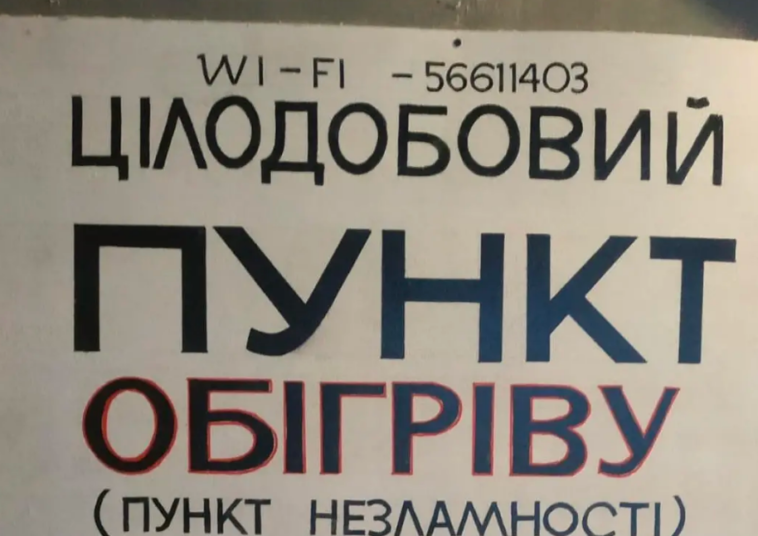 WI-FI -56611403
ЦІЛОДОБОВИЙ
ПУНКТ
ОБІГРІВУ
(ПУНКТ НЕЗЛАМНОСТІ)